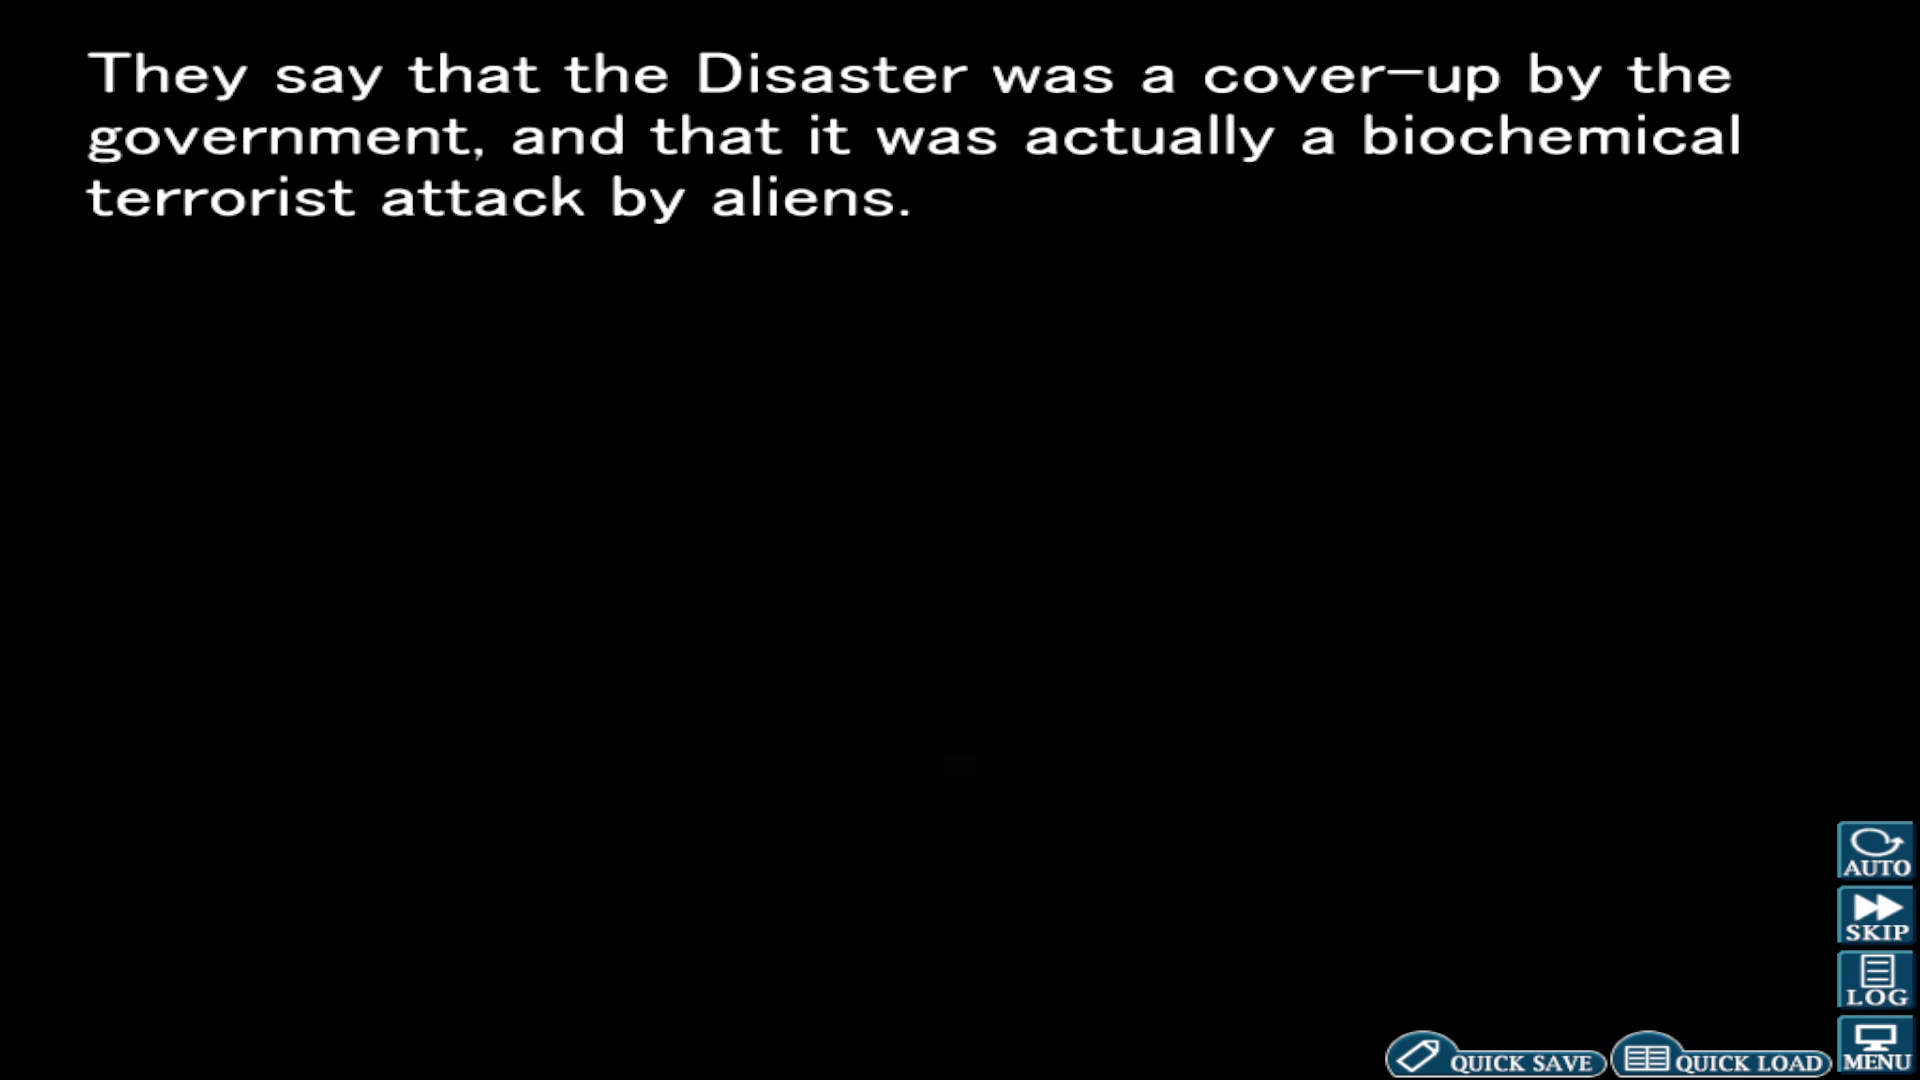 They say that the Disaster was a cover-up by the
government, and that it was actually a biochemical
terrorist attack by aliens.
AUTO
SKIP
LOG
MENU
QUICK SAVE
QUICK LOAD